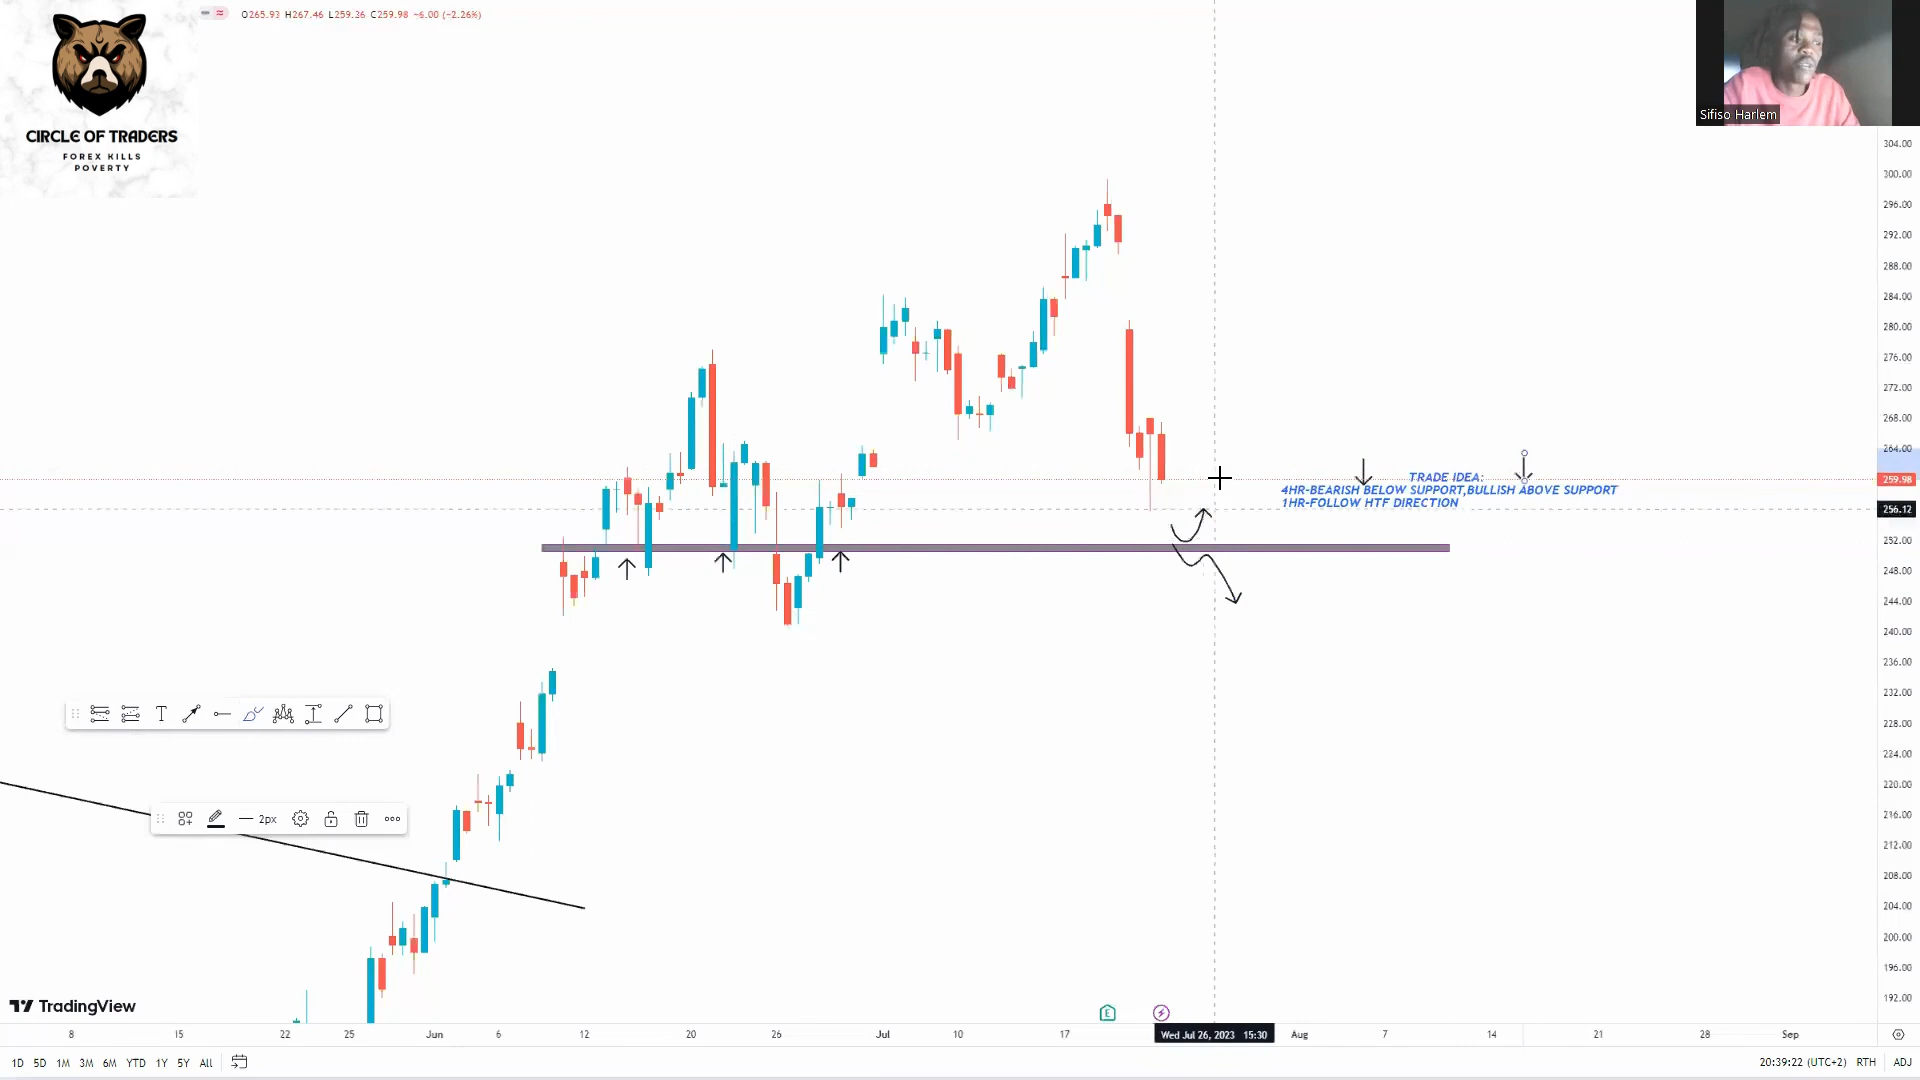 O265.93 H267.46 L259.36 C259.98 −6.00 (−2.26%)
CIRCLE OF TRADERS
FOREX KILLS
POVERTY
Sifiso Harlem
304.00
300.00
296.00
292.00
288.00
284.00
280.00
276.00
272.00
268.00
264.00
259.98
256.12
252.00
248.00
244.00
240.00
236.00
232.00
228.00
224.00
220.00
216.00
212.00
208.00
204.00
200.00
196.00
192.00
TRADE IDEA:
4HR-BEARISH BELOW SUPPORT,BULLISH ABOVE SUPPORT
1HR-FOLLOW HTF DIRECTION
T
2px
TradingView
E
8 15 22 25 Jun 6 12 20 26 Jul 10 17 Wed Jul 26, 2023 15:30 Aug 7 14 21 28 Sep
1D 5D 1M 3M 6M YTD 1Y 5Y All
20:39:22 (UTC+2) RTH ADJ